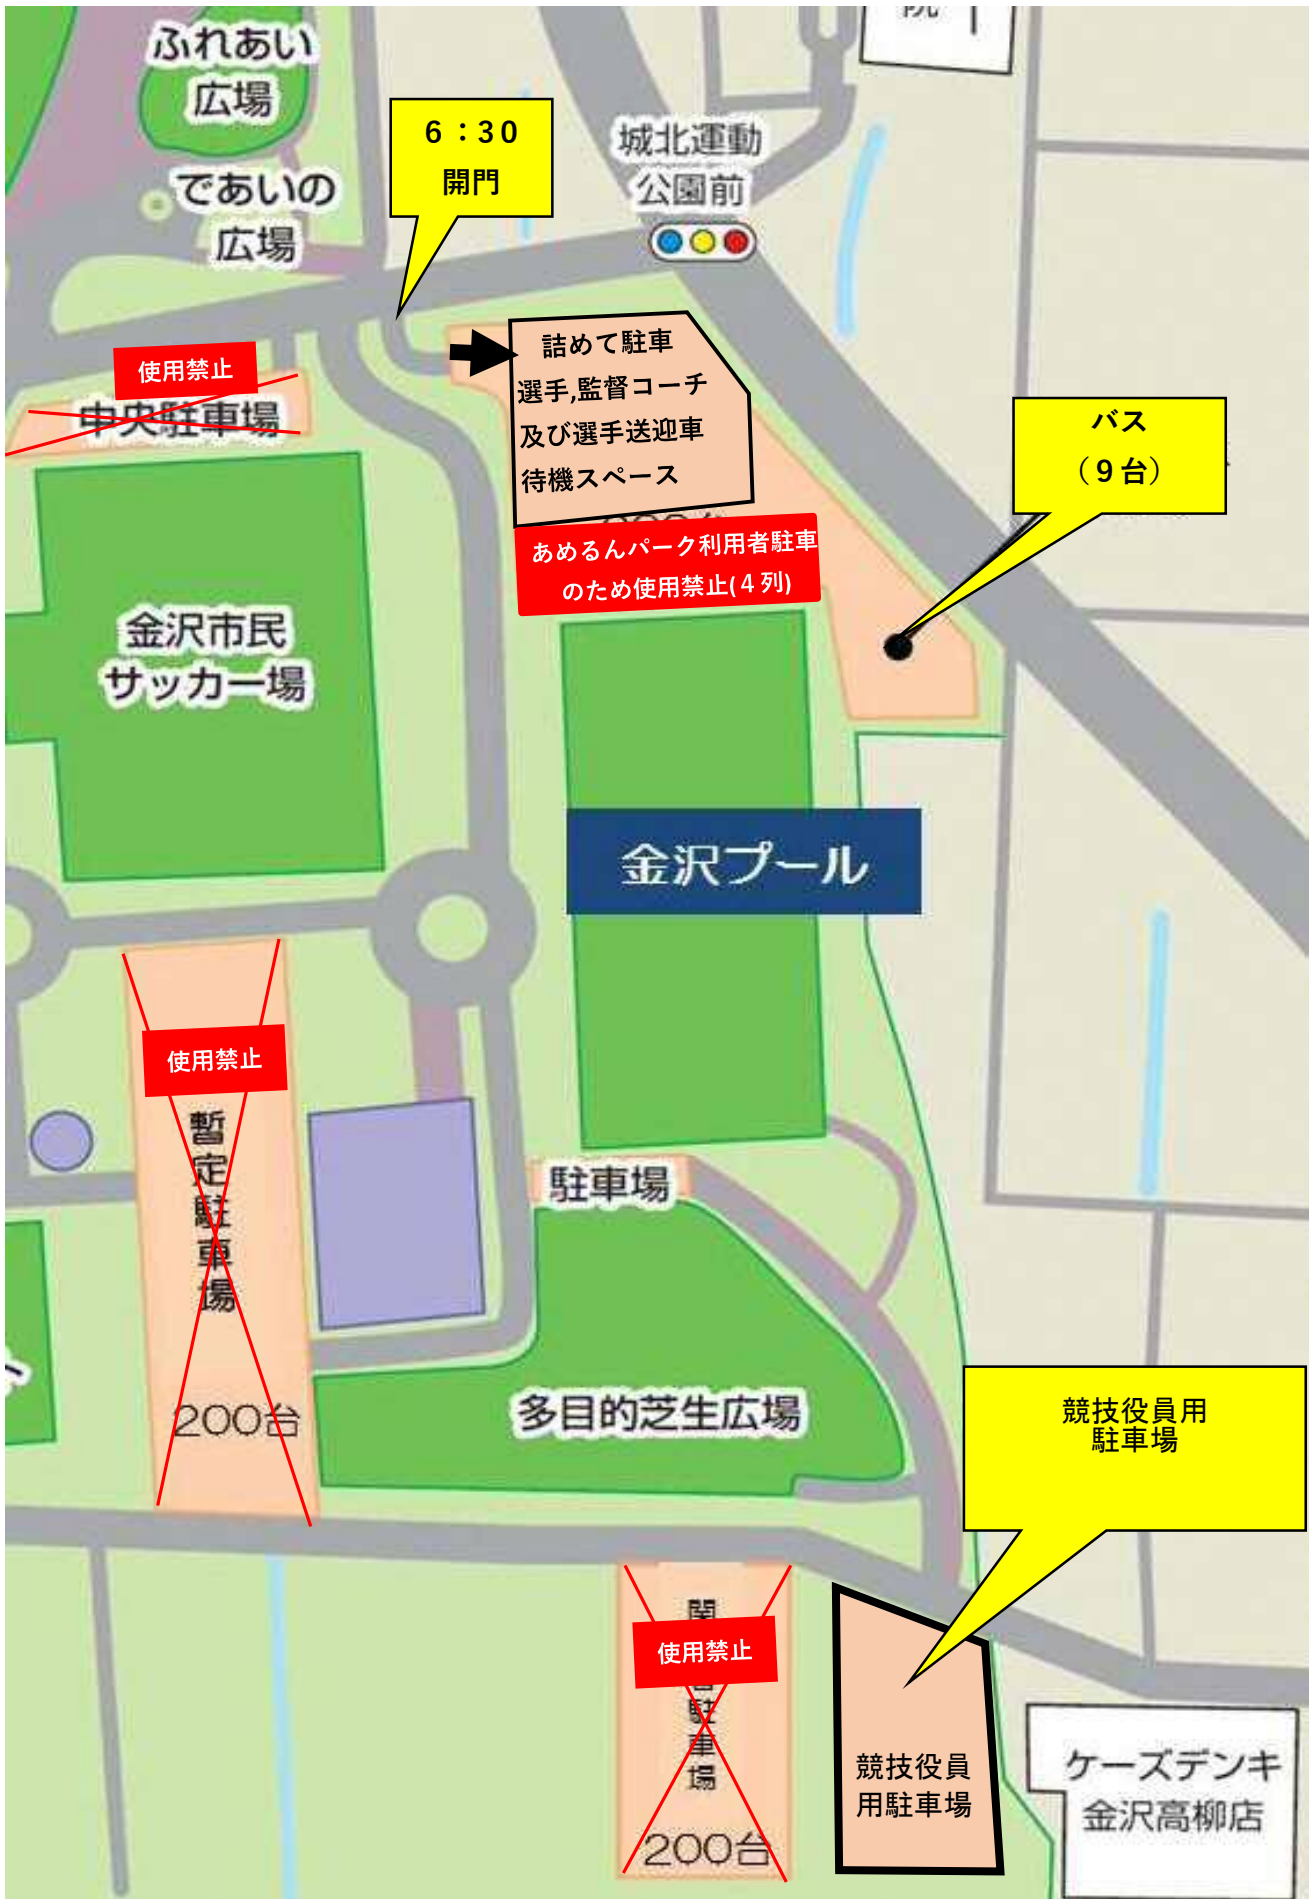 院
ふれあい
広場
6：30
開門
城北運動
公園前
であいの
広場
使用禁止
中央駐車場
詰めて駐車
選手,監督コーチ
及び選手送迎車
待機スペース
バス
（9台）
あめるんパーク利用者駐車
のため使用禁止(4列)
金沢市民
サッカー場
金沢プール
使用禁止
暫定駐車場
200台
駐車場
多目的芝生広場
競技役員用
駐車場
使用禁止
駐車場
200台
競技役員
用駐車場
ケーズデンキ
金沢高柳店